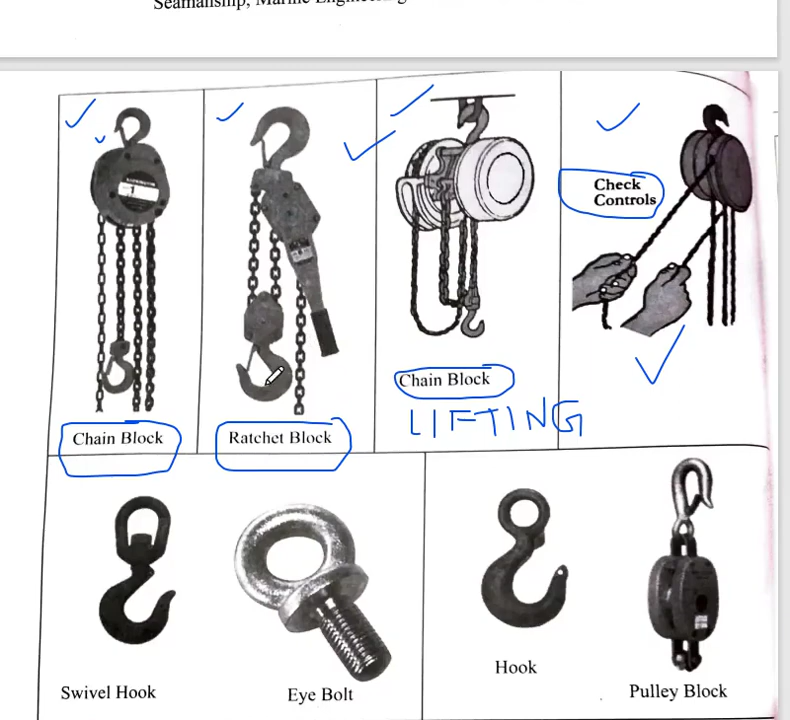 Seamanship, Marine Engineering
Check
Controls
Chain Block
LIFTING
Chain Block
Ratchet Block
Swivel Hook
Eye Bolt
Hook
Pulley Block